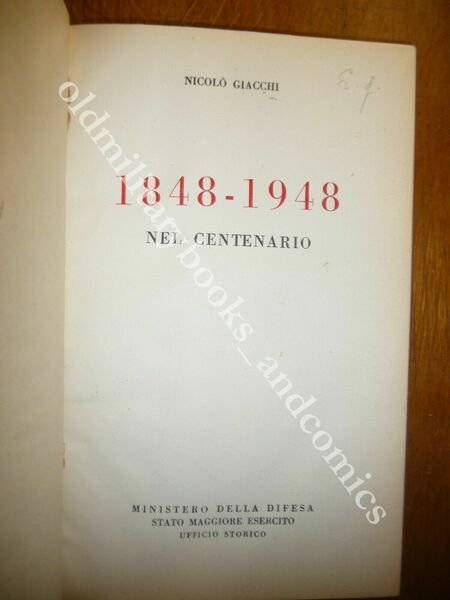 NICOLÒ GIACCHI
1848-1948
NEL CENTENARIO
MINISTERO DELLA DIFESA
STATO MAGGIORE ESERCITO
UFFICIO STORICO
oldmilitarybooks_andcomics